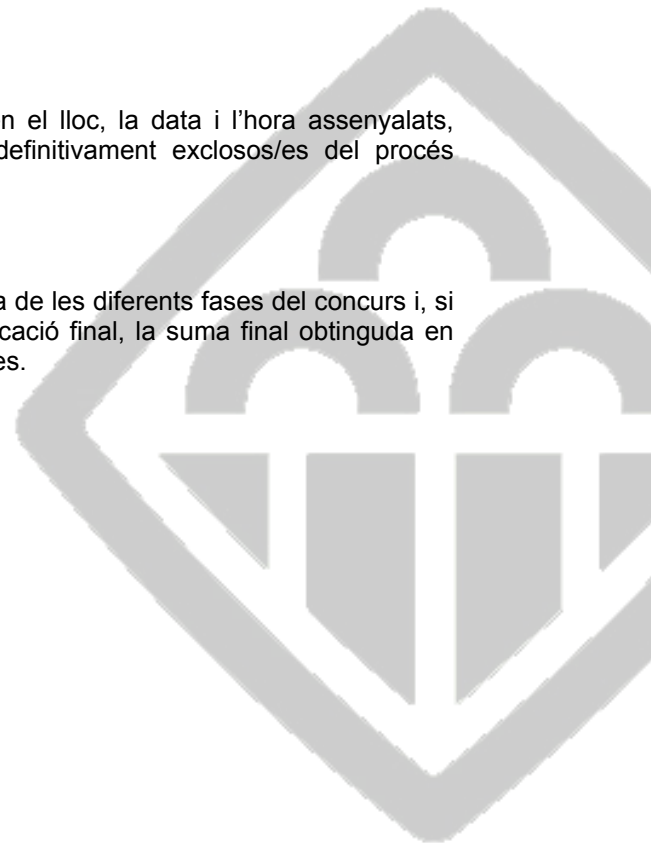 n el lloc, la data i l’hora assenyalats,
definitivament exclosos/es del procés
a de les diferents fases del concurs i, si
cació final, la suma final obtinguda en
es.